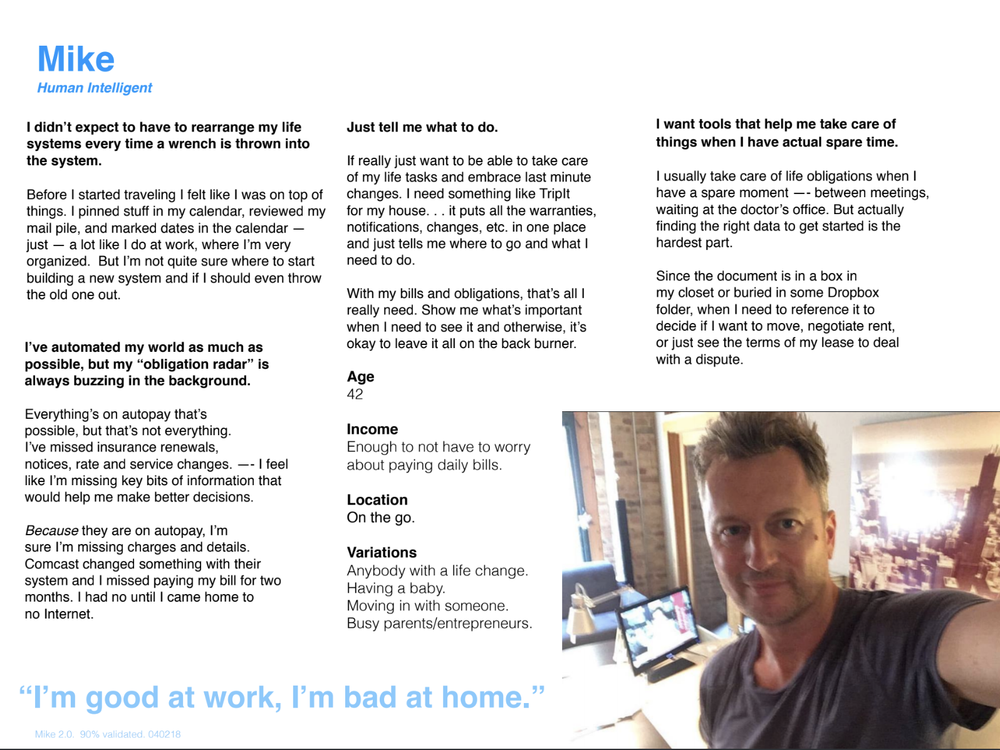 Mike
Human Intelligent
I didn’t expect to have to rearrange my life
systems every time a wrench is thrown into
the system.
Before I started traveling I felt like I was on top of
things. I pinned stuff in my calendar, reviewed my
mail pile, and marked dates in the calendar —
just — a lot like I do at work, where I’m very
organized.  But I’m not quite sure where to start
building a new system and if I should even throw
the old one out.
I’ve automated my world as much as
possible, but my “obligation radar” is
always buzzing in the background.
Everything’s on autopay that’s
possible, but that’s not everything.
I’ve missed insurance renewals,
notices, rate and service changes. —- I feel
like I’m missing key bits of information that
would help me make better decisions.
Because they are on autopay, I’m
sure I’m missing charges and details.
Comcast changed something with their
system and I missed paying my bill for two
months. I had no until I came home to
no Internet.
Just tell me what to do.
If really just want to be able to take care
of my life tasks and embrace last minute
changes. I need something like TripIt
for my house. . . it puts all the warranties,
notifications, changes, etc. in one place
and just tells me where to go and what I
need to do.
With my bills and obligations, that’s all I
really need. Show me what’s important
when I need to see it and otherwise, it’s
okay to leave it all on the back burner.
Age
42
Income
Enough to not have to worry
about paying daily bills.
Location
On the go.
Variations
Anybody with a life change.
Having a baby.
Moving in with someone.
Busy parents/entrepreneurs.
I want tools that help me take care of
things when I have actual spare time.
I usually take care of life obligations when I
have a spare moment —- between meetings,
waiting at the doctor’s office. But actually
finding the right data to get started is the
hardest part.
Since the document is in a box in
my closet or buried in some Dropbox
folder, when I need to reference it to
decide if I want to move, negotiate rent,
or just see the terms of my lease to deal
with a dispute.
“I’m good at work, I’m bad at home.”
Mike 2.0.  90% validated. 040218